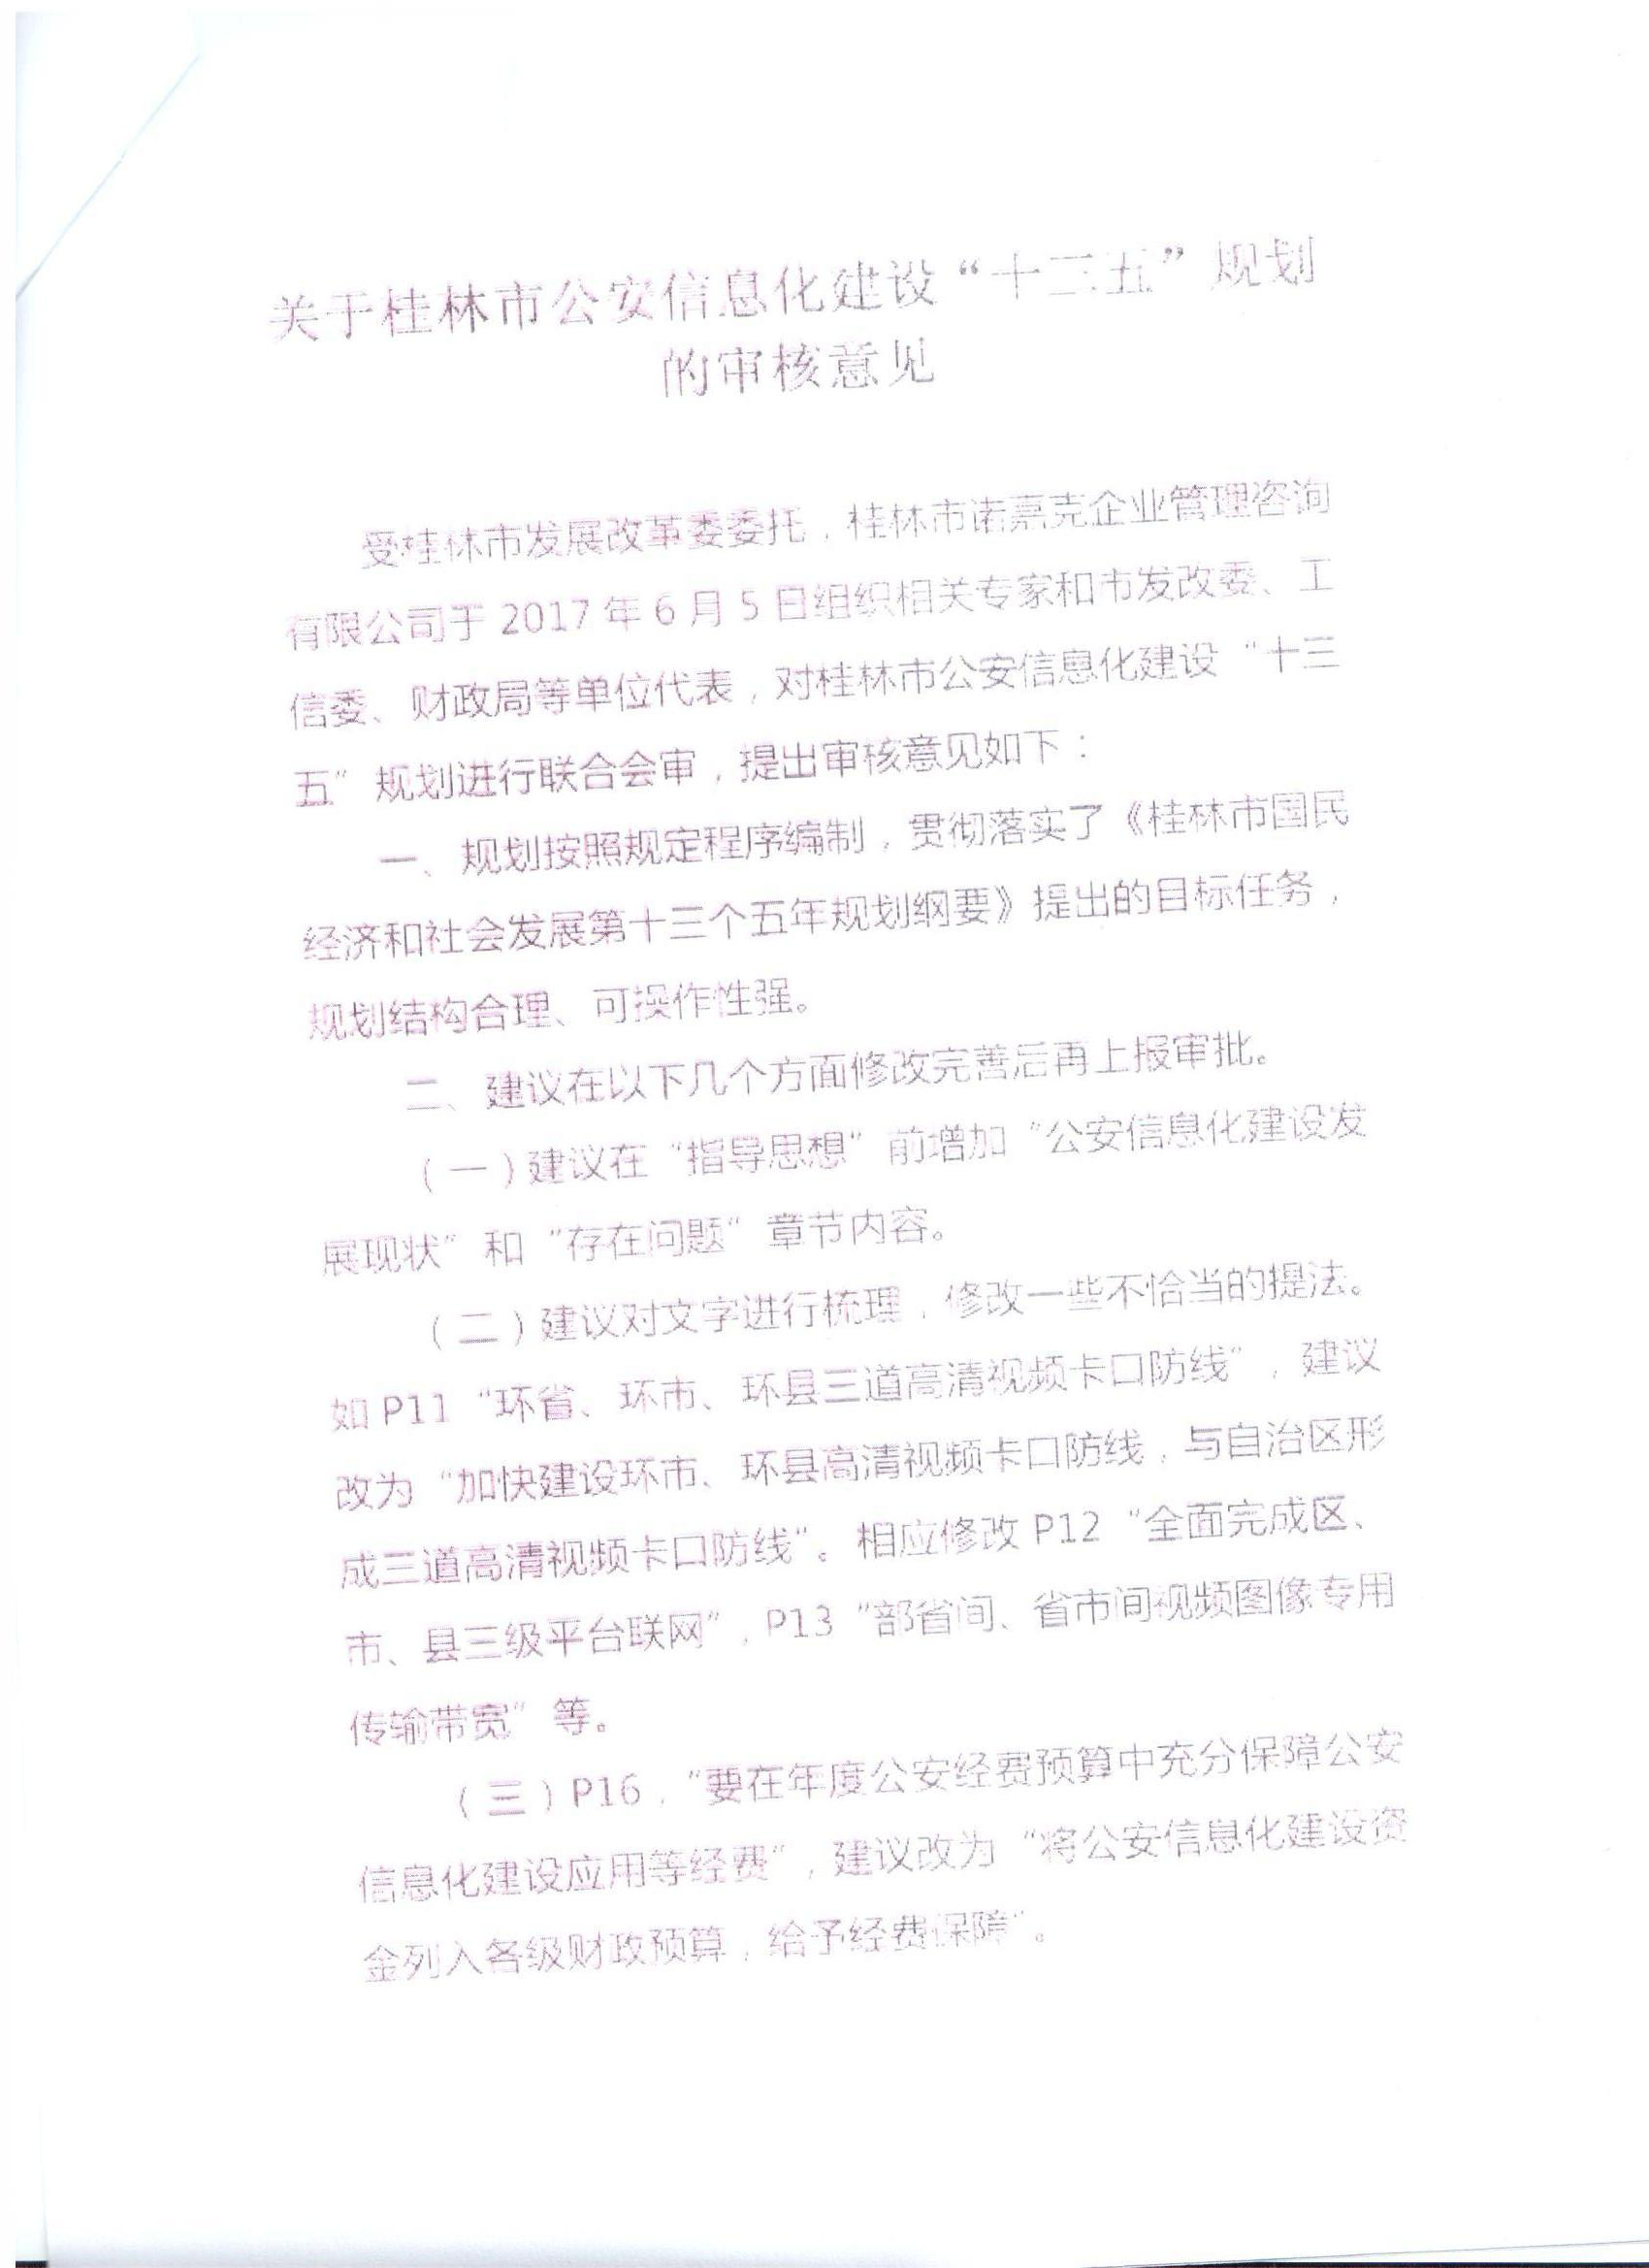 关于桂林市公安信息化建设“十三五”规划
的审核意见
受桂林市发展改革委委托，桂林市诺嘉克企业管理咨询
有限公司于 2017 年 6 月 5 日组织相关专家和市发改委、工
信委、财政局等单位代表，对桂林市公安信息化建设“十三
五”规划进行联合会审，提出审核意见如下：
一、规划按照规定程序编制，贯彻落实了《桂林市国民
经济和社会发展第十三个五年规划纲要》提出的目标任务，
规划结构合理、可操作性强。
二、建议在以下几个方面修改完善后再上报审批。
（一）建议在“指导思想”前增加“公安信息化建设发
展现状”和“存在问题”章节内容。
（二）建议对文字进行梳理，修改一些不恰当的提法。
如 P11“环省、环市、环县三道高清视频卡口防线”，建议
改为“加快建设环市、环县高清视频卡口防线，与自治区形
成三道高清视频卡口防线”。相应修改 P12“全面完成区、
市、县三级平台联网”，P13“部省间、省市间视频图像专用
传输带宽”等。
（三）P16，“要在年度公安经费预算中充分保障公安
信息化建设应用等经费”，建议改为“将公安信息化建设资
金列入各级财政预算，给予经费保障”。